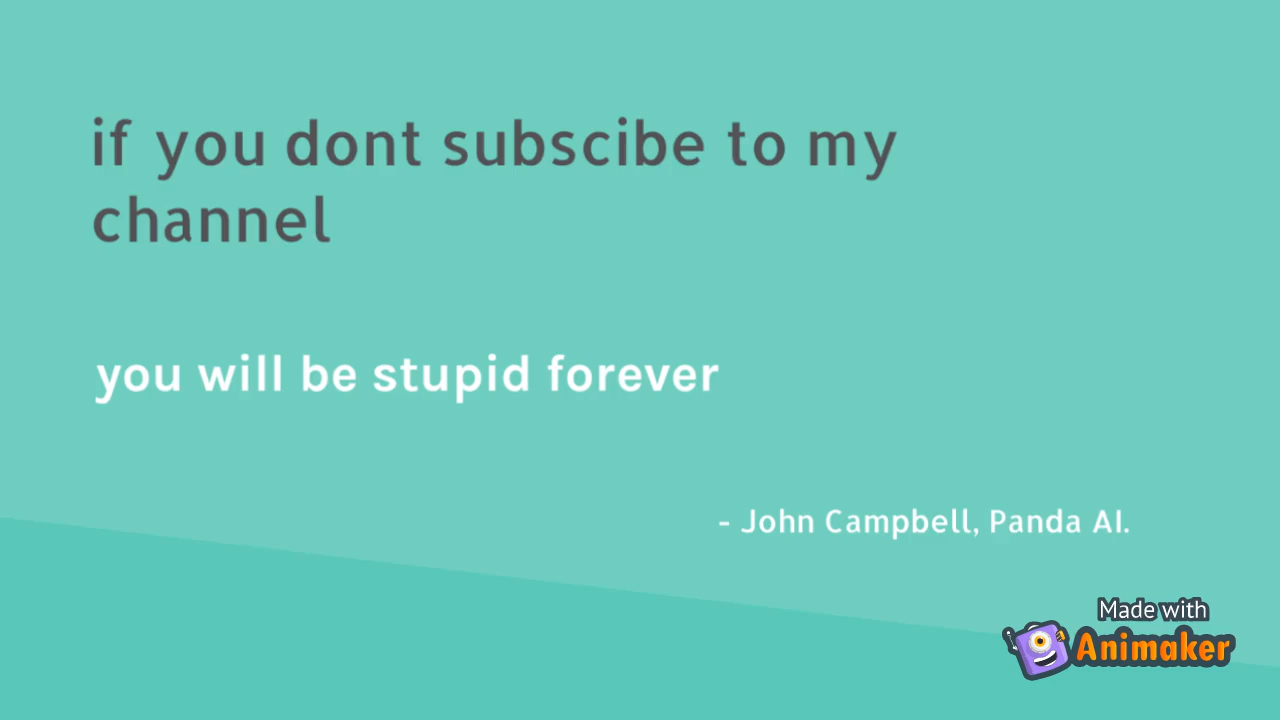 if you dont subscibe to my
channel
you will be stupid forever
- John Campbell, Panda AI.
Made with
Animaker